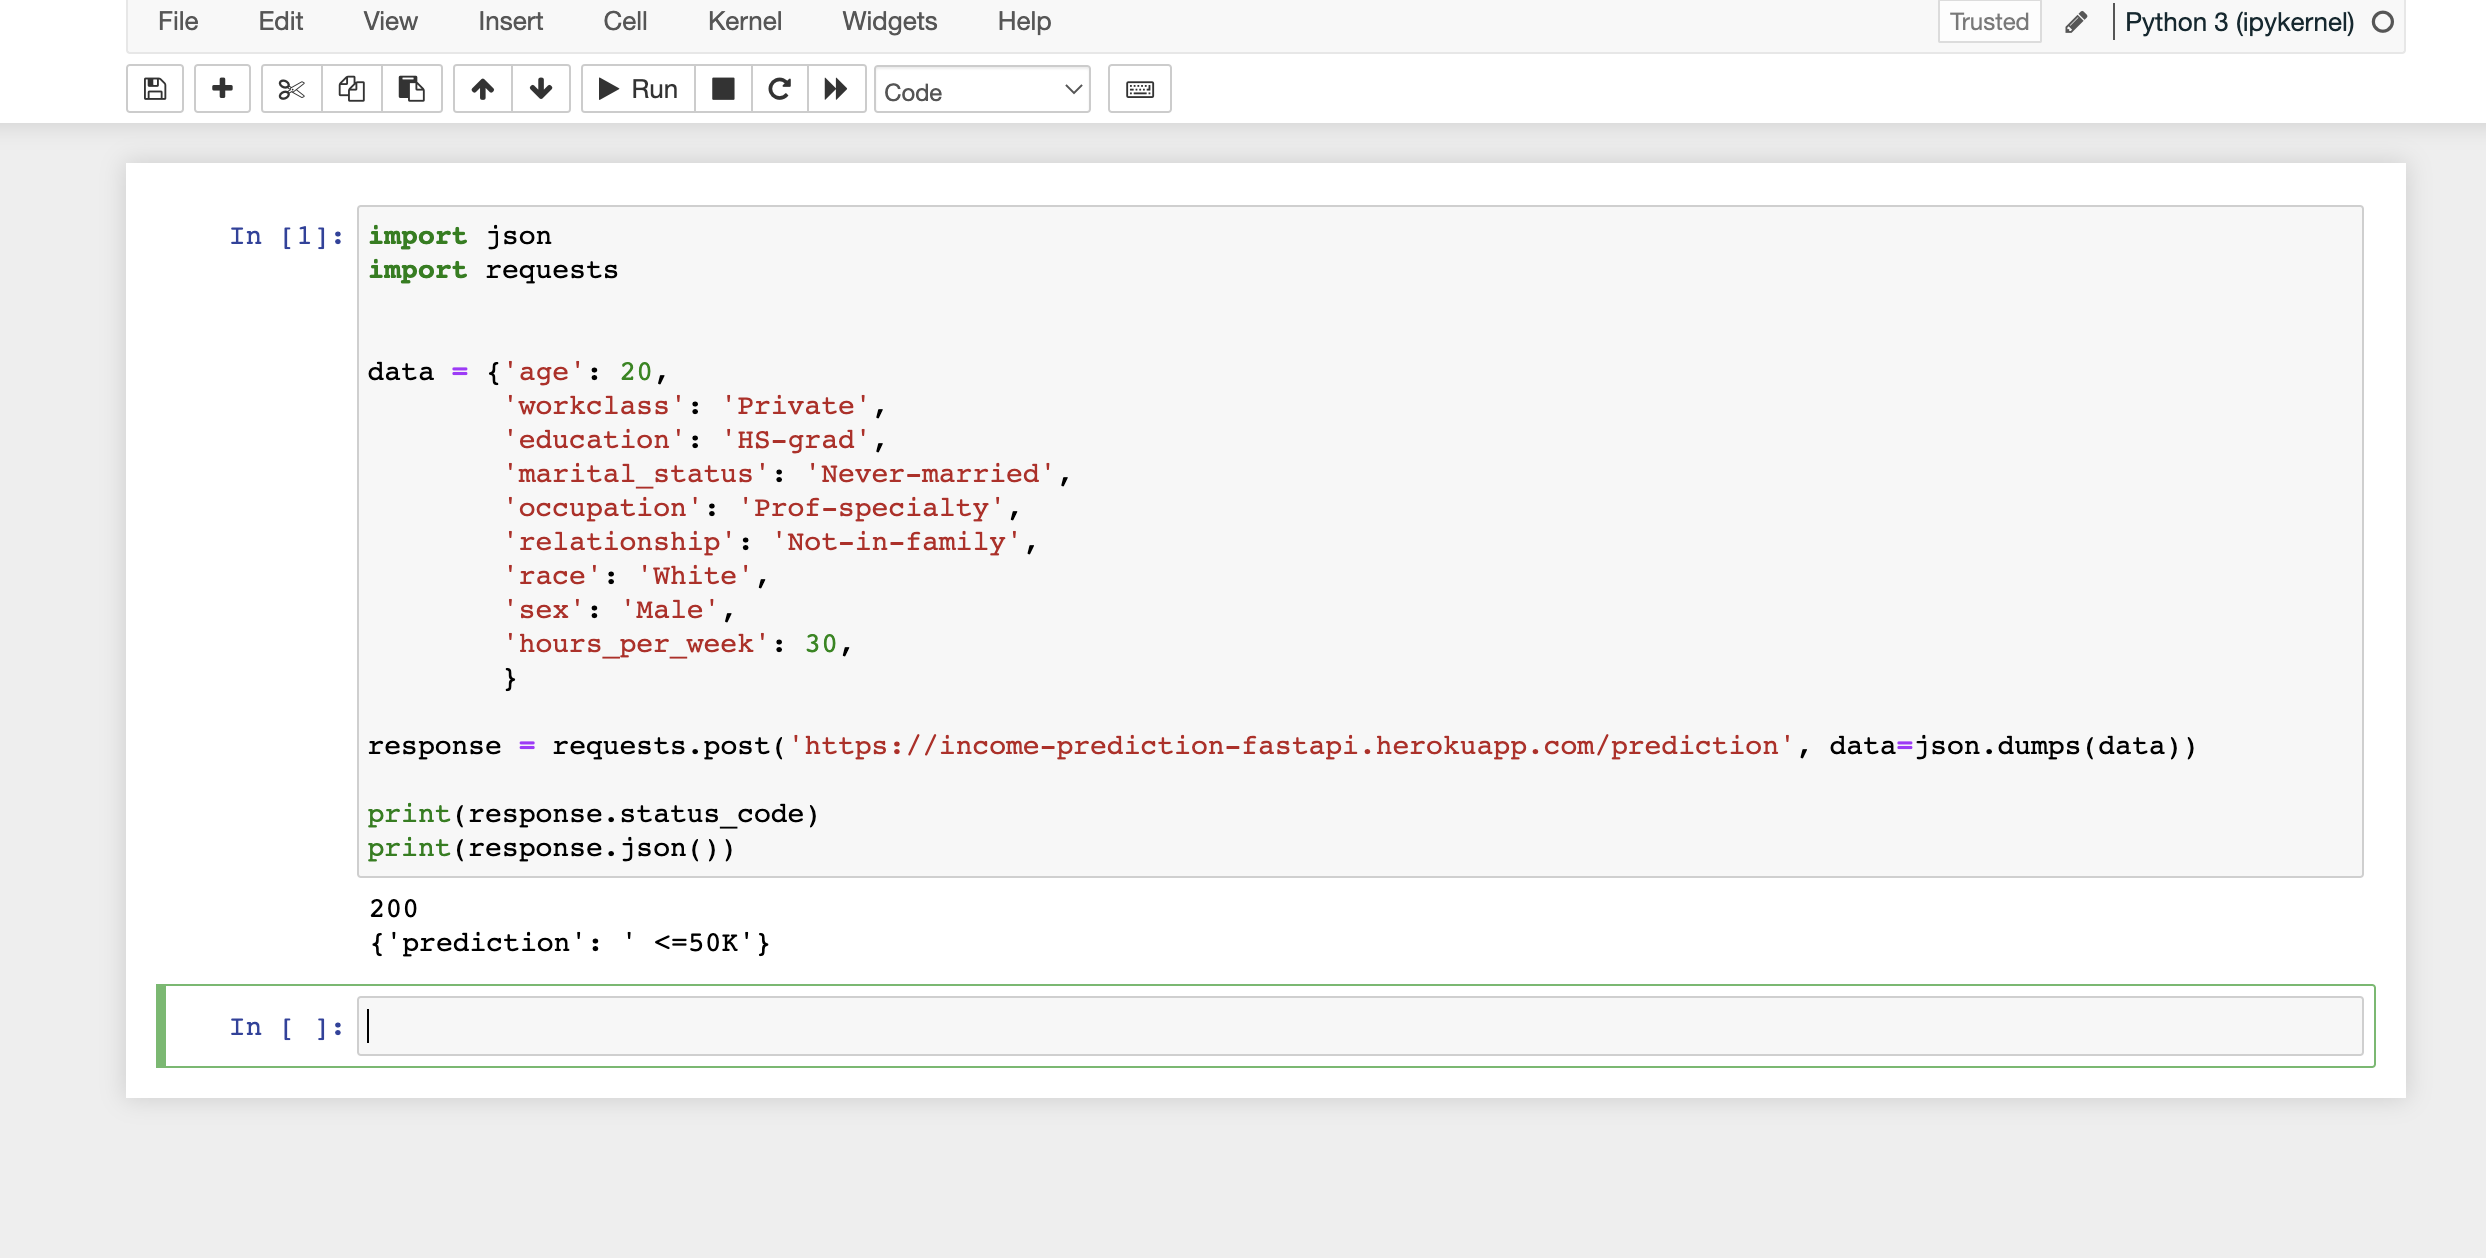 File Edit View Insert Cell Kernel Widgets Help Trusted Python 3 (ipykernel)
Run Code
In [1]:
import json
import requests
data = {'age': 20,
'workclass': 'Private',
'education': 'HS-grad',
'marital_status': 'Never-married',
'occupation': 'Prof-specialty',
'relationship': 'Not-in-family',
'race': 'White',
'sex': 'Male',
'hours_per_week': 30,
}
response = requests.post('https://income-prediction-fastapi.herokuapp.com/prediction', data=json.dumps(data))
print(response.status_code)
print(response.json())
200
{'prediction': ' <=50K'}
In [ ]: